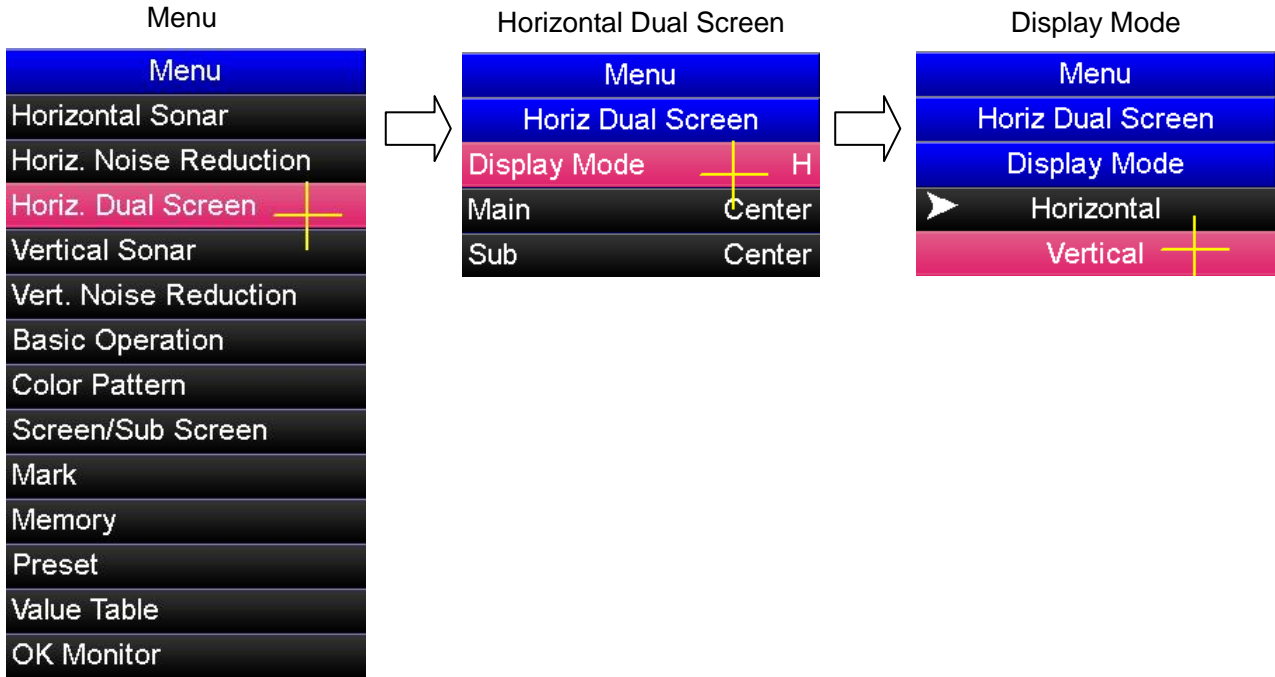 Menu
Menu
Horizontal Sonar
Horiz. Noise Reduction
Horiz. Dual Screen
Vertical Sonar
Vert. Noise Reduction
Basic Operation
Color Pattern
Screen/Sub Screen
Mark
Memory
Preset
Value Table
OK Monitor
Horizontal Dual Screen
Menu
Horiz Dual Screen
Display Mode H
Main Center
Sub Center
Display Mode
Menu
Horiz Dual Screen
Display Mode
Horizontal
Vertical